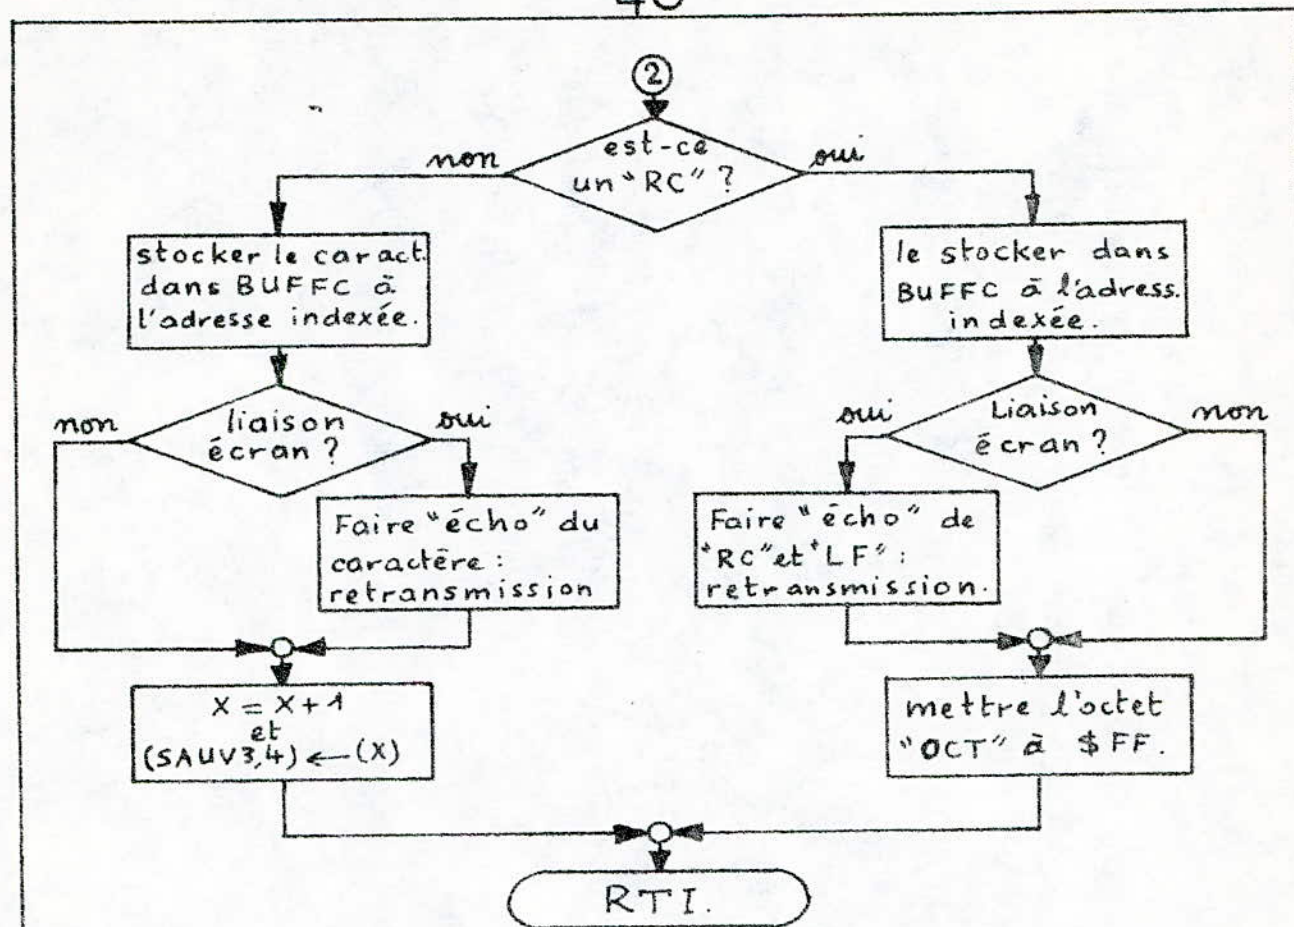 2
est-ce
un "RC" ?
non
oui
stocker le caract.
dans BUFFC à
l'adresse indexée.
le stocker dans
BUFFC à l'adress.
indexée.
non
liaison
écran ?
oui
oui
Liaison
écran ?
non
Faire "écho" du
caractère :
retransmission
Faire "écho" de
"RC" et "LF" :
retransmission.
X = X + 1
et
(SAUV3,4) ← (X)
mettre l'octet
"OCT" à $FF.
RTI.